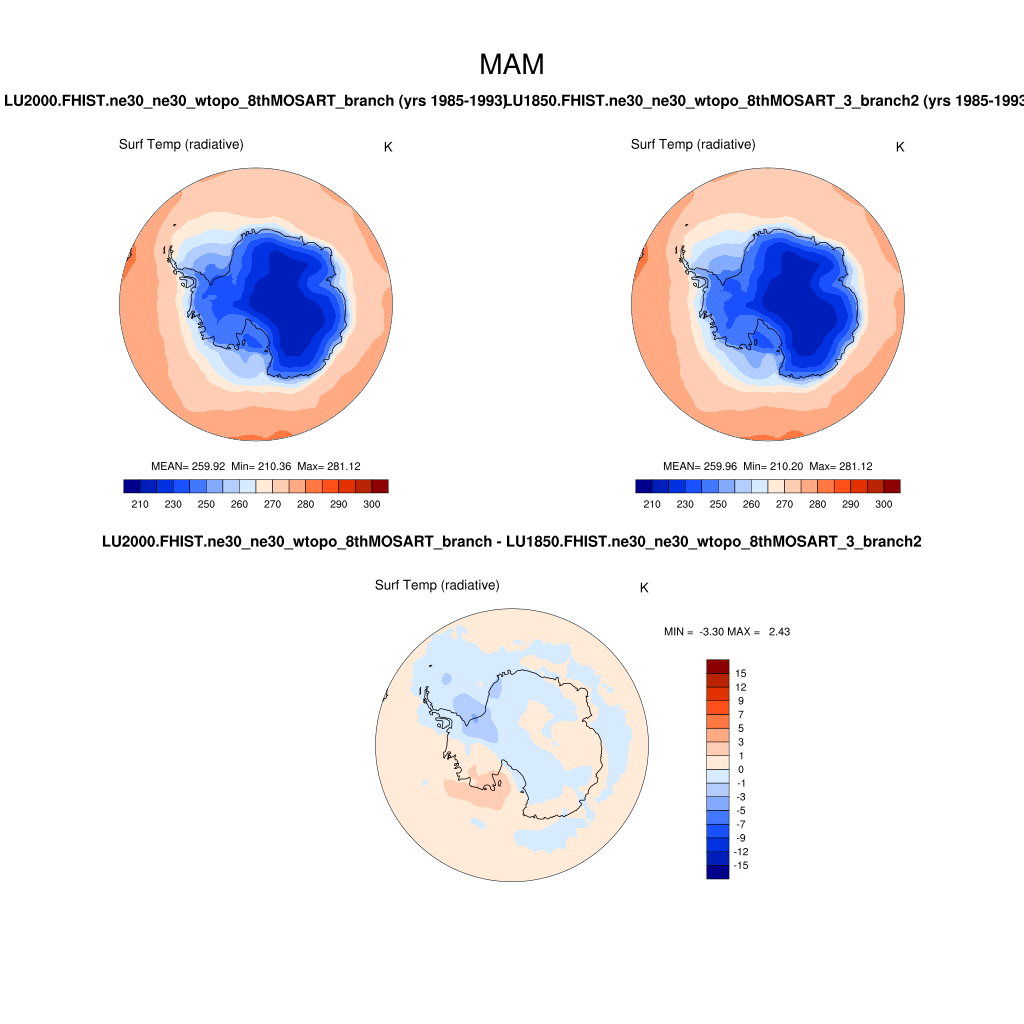 MAM
LU2000.FHIST.ne30_ne30_wtopo_8thMOSART_branch (yrs 1985-1993)
LU1850.FHIST.ne30_ne30_wtopo_8thMOSART_3_branch2 (yrs 1985-1993
Surf Temp (radiative) K
Surf Temp (radiative) K
MEAN= 259.92 Min= 210.36 Max= 281.12
MEAN= 259.96 Min= 210.20 Max= 281.12
210 230 250 260 270 280 290 300
210 230 250 260 270 280 290 300
LU2000.FHIST.ne30_ne30_wtopo_8thMOSART_branch - LU1850.FHIST.ne30_ne30_wtopo_8thMOSART_3_branch2
Surf Temp (radiative) K
MIN = -3.30 MAX = 2.43
15
12
9
7
5
3
1
0
-1
-3
-5
-7
-9
-12
-15